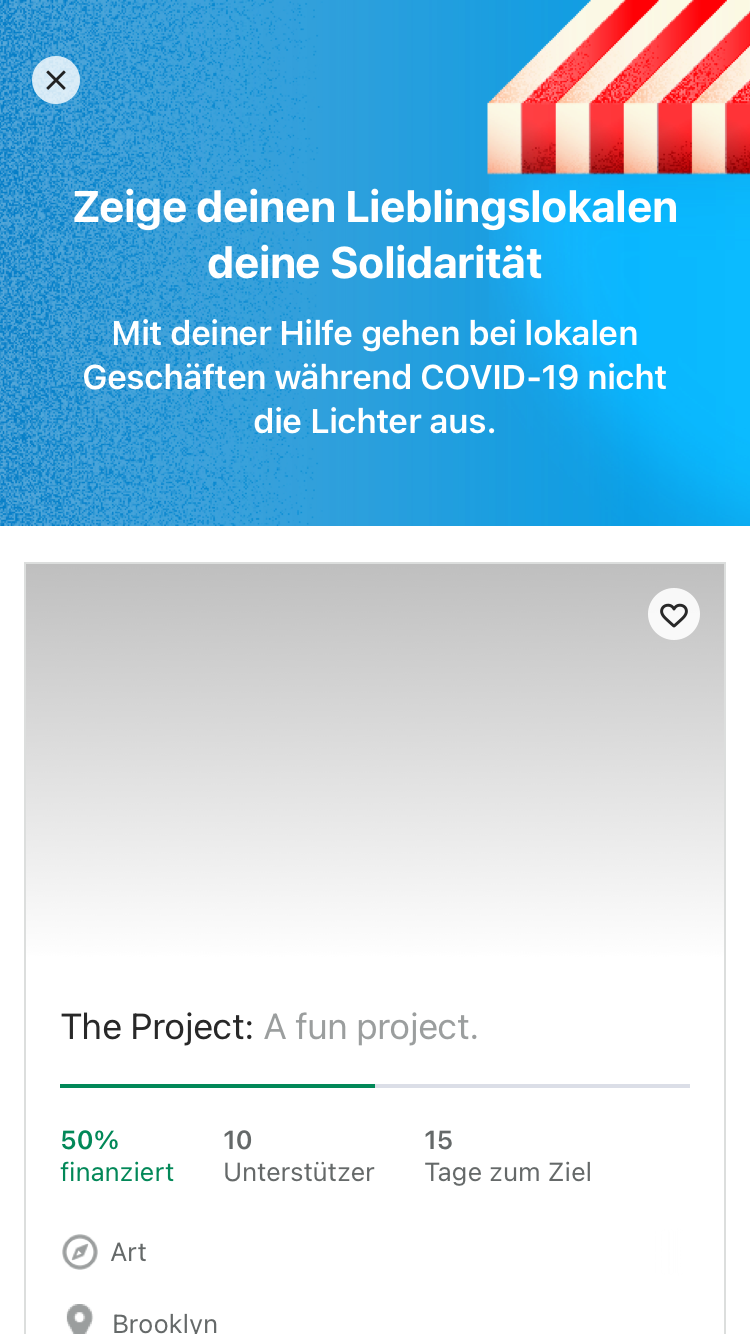 Zeige deinen Lieblingslokalen
deine Solidarität
Mit deiner Hilfe gehen bei lokalen
Geschäften während COVID-19 nicht
die Lichter aus.
The Project: A fun project.
50% 10 15
finanziert Unterstützer Tage zum Ziel
Art
Brooklyn